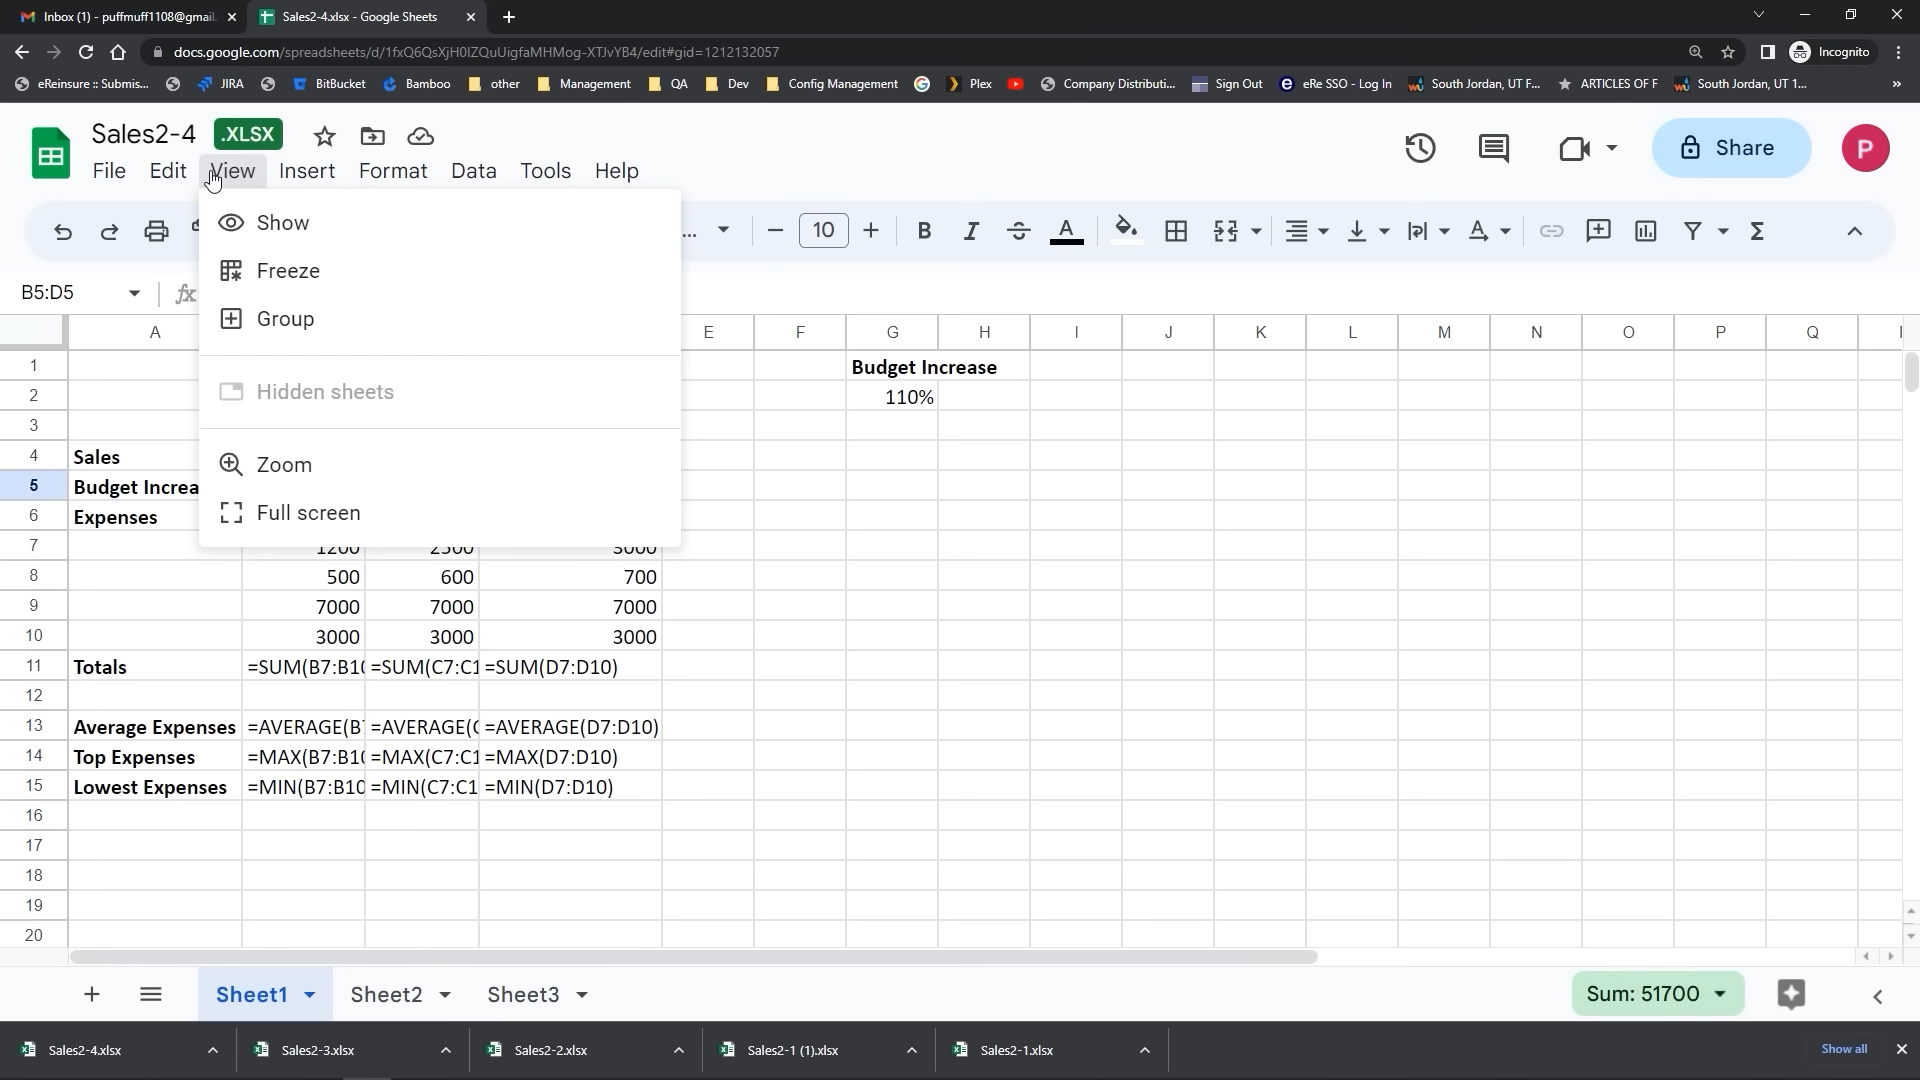 Inbox (1) - puffmuff1108@gmail.
Sales2-4.xlsx - Google Sheets
docs.google.com/spreadsheets/d/1fxQ6QsXjH0IZQuUigfaMHMog-XTJvYB4/edit#gid=1212132057
Incognito
eReinsure :: Submis... JIRA BitBucket Bamboo other Management QA Dev Config Management Plex Company Distributi... Sign Out eRe SSO - Log In South Jordan, UT F... ARTICLES OF F South Jordan, UT 1... »
Sales2-4 .XLSX
Share P
File Edit View Insert Format Data Tools Help
... 10 B I A
Show
Freeze
Group
Hidden sheets
Zoom
Full screen
B5:D5 fx
A E F G H I J K L M N O P Q
1 Budget Increase
2 110%
3
4 Sales
5 Budget Increa
6 Expenses
7 1200 2500 3000
8 500 600 700
9 7000 7000 7000
10 3000 3000 3000
11 Totals =SUM(B7:B10 =SUM(C7:C1 =SUM(D7:D10)
12
13 Average Expenses =AVERAGE(B7 =AVERAGE(C =AVERAGE(D7:D10)
14 Top Expenses =MAX(B7:B10 =MAX(C7:C1 =MAX(D7:D10)
15 Lowest Expenses =MIN(B7:B10 =MIN(C7:C1 =MIN(D7:D10)
16
17
18
19
20
Sheet1 Sheet2 Sheet3 Sum: 51700
Sales2-4.xlsx Sales2-3.xlsx Sales2-2.xlsx Sales2-1 (1).xlsx Sales2-1.xlsx Show all